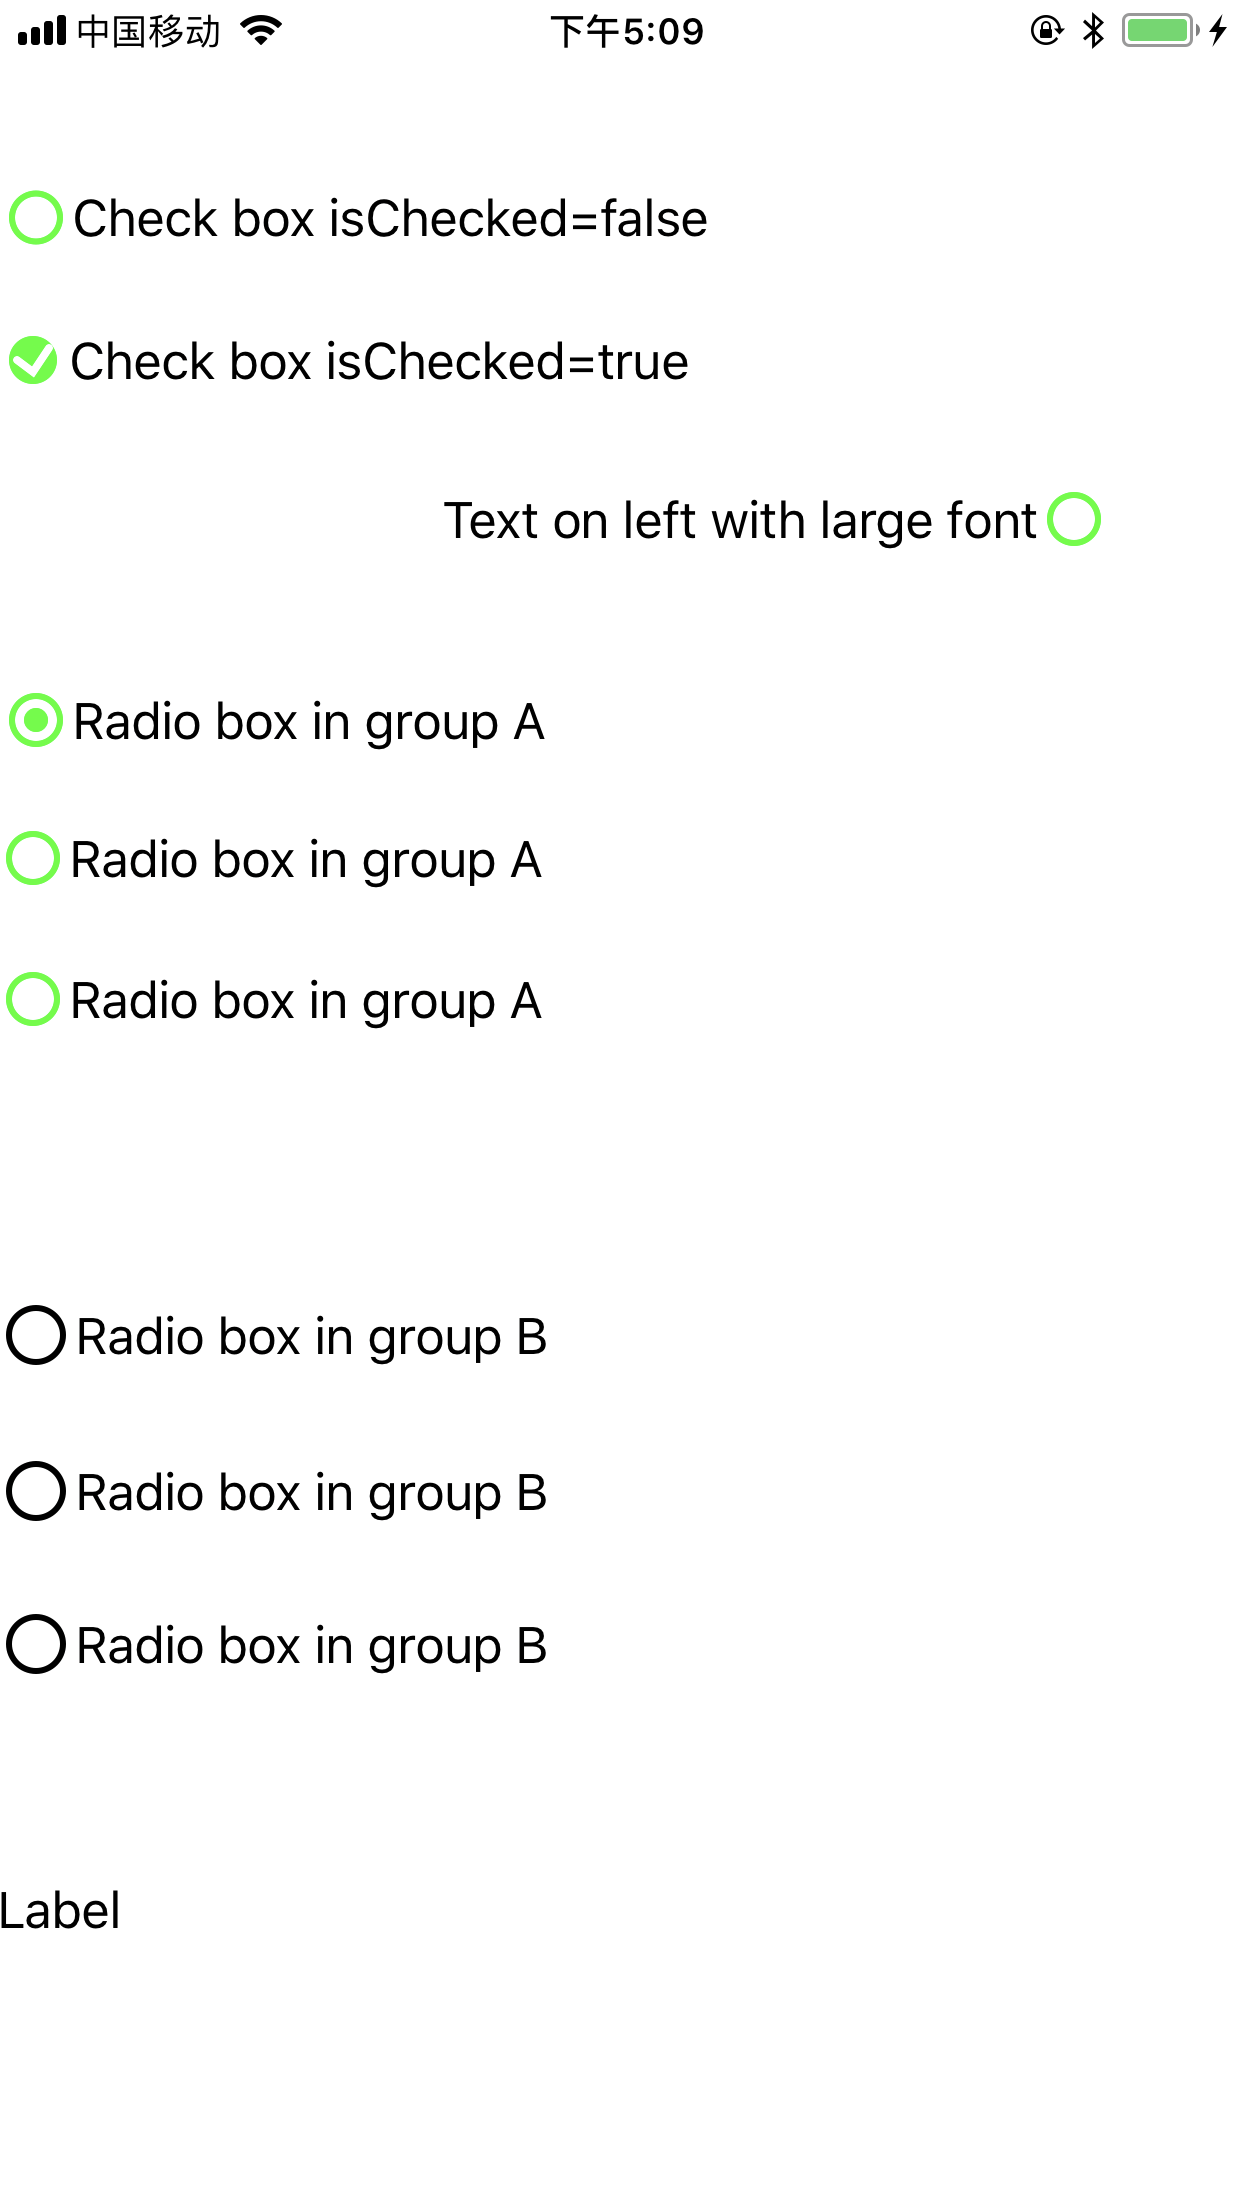 中国移动 下午5:09
Check box isChecked=false
Check box isChecked=true
Text on left with large font
Radio box in group A
Radio box in group A
Radio box in group A
Radio box in group B
Radio box in group B
Radio box in group B
Label